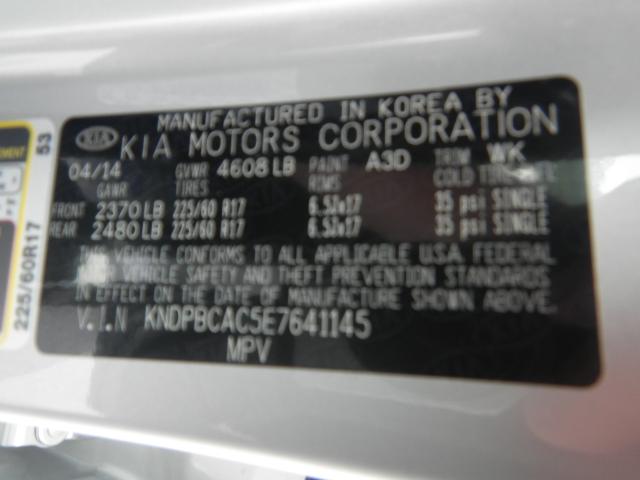 MANUFACTURED IN KOREA BY
KIA KIA MOTORS CORPORATION
04/14 GVWR 4608 LB PAINT A3D TRIM WK
GAWR TIRES RIMS COLD TIRE
FRONT 2370 LB 225/60 R17 6.5Jx17 35 psi SINGLE
REAR 2480 LB 225/60 R17 6.5Jx17 35 psi SINGLE
THIS VEHICLE CONFORMS TO ALL APPLICABLE U.S.A. FEDERAL
VEHICLE SAFETY AND THEFT PREVENTION STANDARDS
IN EFFECT ON THE DATE OF MANUFACTURE SHOWN ABOVE.
V.I.N KNDPBCAC5E7641145
MPV
53
225/60R17